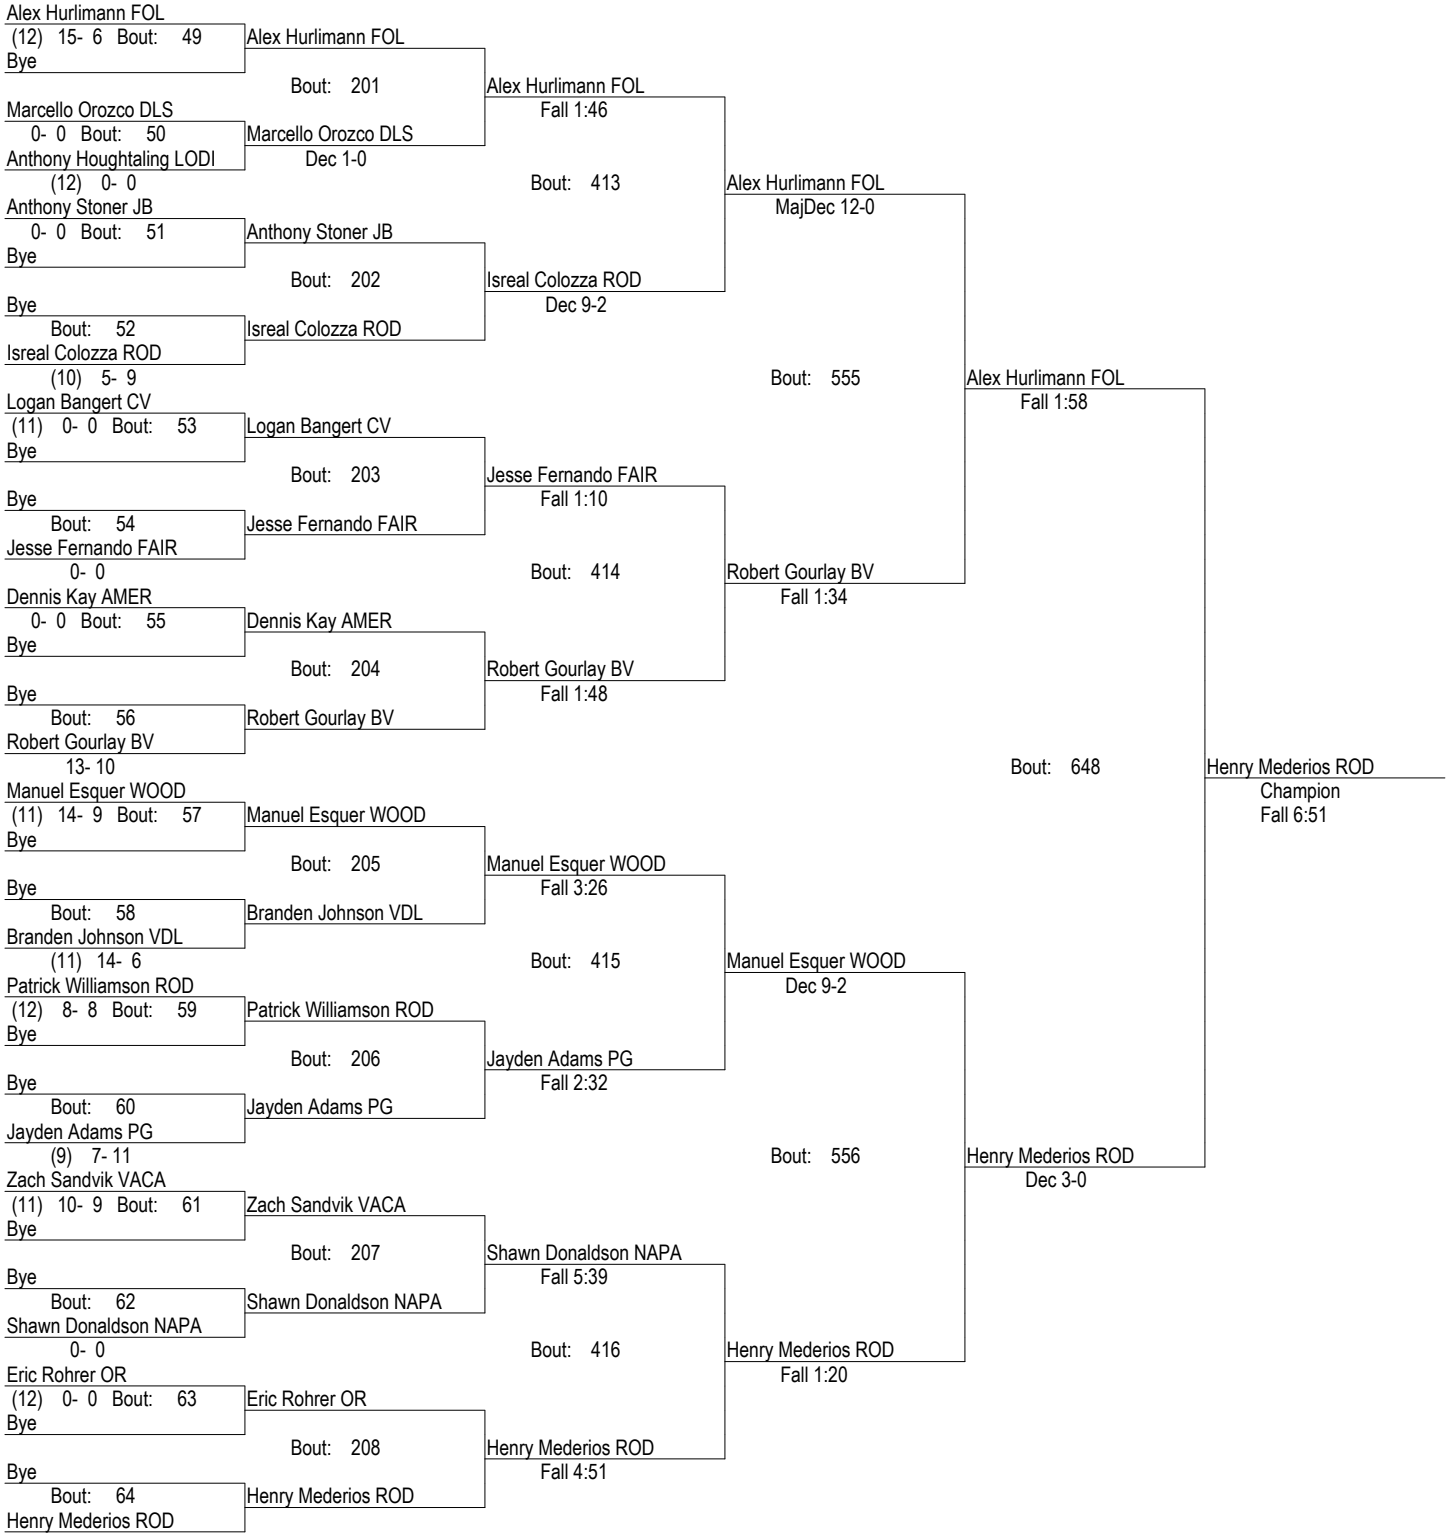 Alex Hurlimann FOL
(12) 15- 6 Bout: 49
Alex Hurlimann FOL
Bye
Bout: 201
Alex Hurlimann FOL
Marcello Orozco DLS
Fall 1:46
0- 0 Bout: 50
Marcello Orozco DLS
Anthony Houghtaling LODI
Dec 1-0
(12) 0- 0
Bout: 413
Alex Hurlimann FOL
Anthony Stoner JB
MajDec 12-0
0- 0 Bout: 51
Anthony Stoner JB
Bye
Bout: 202
Isreal Colozza ROD
Bye
Dec 9-2
Bout: 52
Isreal Colozza ROD
Isreal Colozza ROD
(10) 5- 9
Bout: 555
Alex Hurlimann FOL
Logan Bangert CV
Fall 1:58
(11) 0- 0 Bout: 53
Logan Bangert CV
Bye
Bout: 203
Jesse Fernando FAIR
Bye
Fall 1:10
Bout: 54
Jesse Fernando FAIR
Jesse Fernando FAIR
0- 0
Bout: 414
Robert Gourlay BV
Dennis Kay AMER
Fall 1:34
0- 0 Bout: 55
Dennis Kay AMER
Bye
Bout: 204
Robert Gourlay BV
Bye
Fall 1:48
Bout: 56
Robert Gourlay BV
Robert Gourlay BV
13- 10
Bout: 648
Henry Mederios ROD
Manuel Esquer WOOD
Champion
(11) 14- 9 Bout: 57
Manuel Esquer WOOD
Fall 6:51
Bye
Bout: 205
Manuel Esquer WOOD
Bye
Fall 3:26
Bout: 58
Branden Johnson VDL
Branden Johnson VDL
(11) 14- 6
Bout: 415
Manuel Esquer WOOD
Patrick Williamson ROD
Dec 9-2
(12) 8- 8 Bout: 59
Patrick Williamson ROD
Bye
Bout: 206
Jayden Adams PG
Bye
Fall 2:32
Bout: 60
Jayden Adams PG
Jayden Adams PG
(9) 7- 11
Bout: 556
Henry Mederios ROD
Zach Sandvik VACA
Dec 3-0
(11) 10- 9 Bout: 61
Zach Sandvik VACA
Bye
Bout: 207
Shawn Donaldson NAPA
Bye
Fall 5:39
Bout: 62
Shawn Donaldson NAPA
Shawn Donaldson NAPA
0- 0
Bout: 416
Henry Mederios ROD
Eric Rohrer OR
Fall 1:20
(12) 0- 0 Bout: 63
Eric Rohrer OR
Bye
Bout: 208
Henry Mederios ROD
Bye
Fall 4:51
Bout: 64
Henry Mederios ROD
Henry Mederios ROD